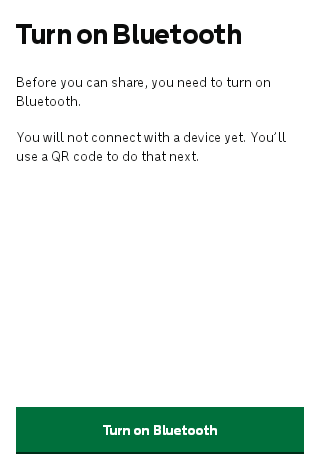 Turn on Bluetooth
Before you can share, you need to turn on
Bluetooth.
You will not connect with a device yet. You'll
use a QR code to do that next.
Turn on Bluetooth